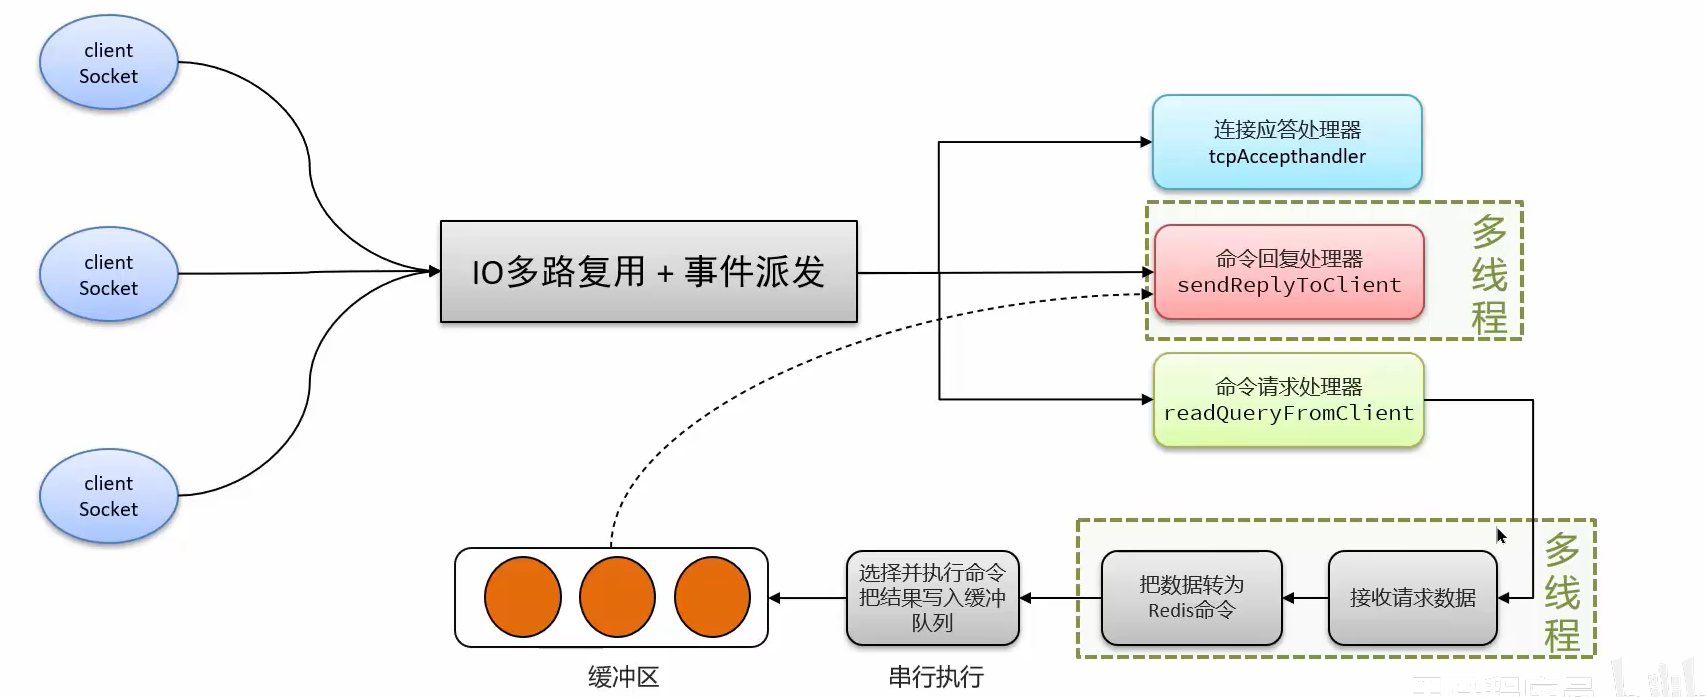 client
Socket
client
Socket
client
Socket
IO多路复用 + 事件派发
连接应答处理器
tcpAccepthandler
命令回复处理器
sendReplyToClient
多
线
程
命令请求处理器
readQueryFromClient
多
线
程
接收请求数据
把数据转为
Redis命令
选择并执行命令
把结果写入缓冲
队列
串行执行
缓冲区